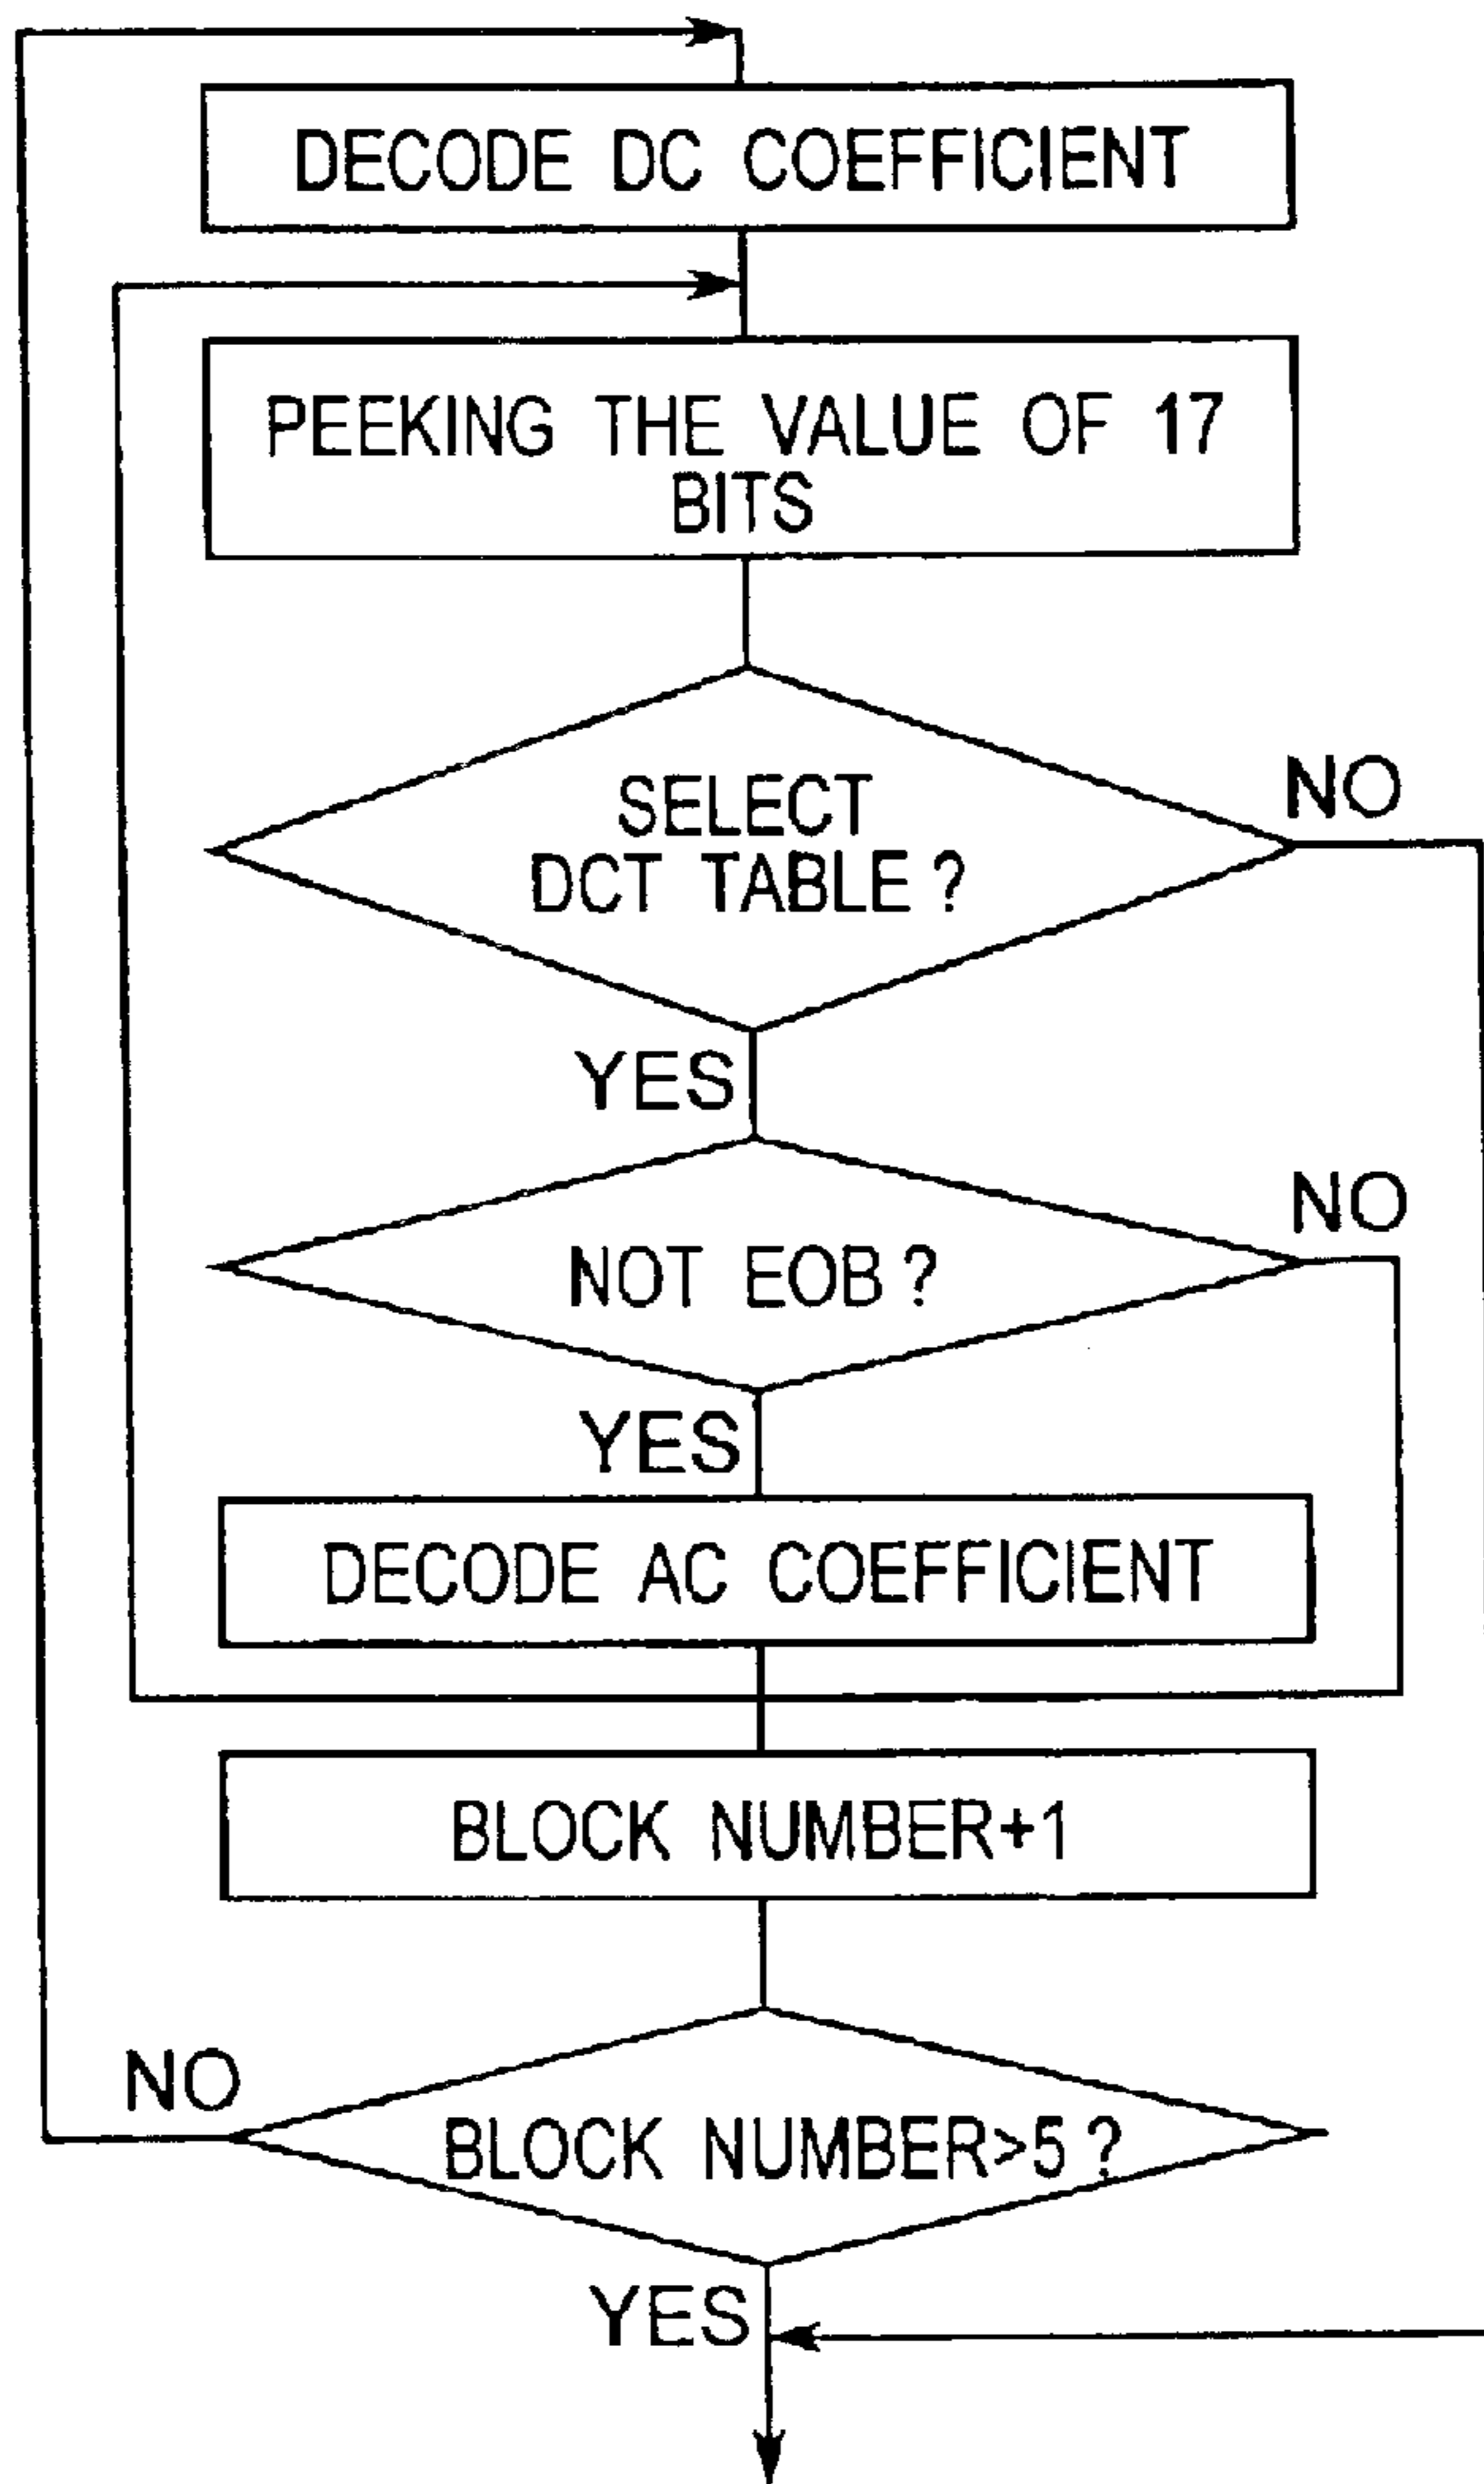 DECODE DC COEFFICIENT
PEEKING THE VALUE OF 17
BITS
SELECT
DCT TABLE?
NO
YES
NOT EOB?
NO
YES
DECODE AC COEFFICIENT
BLOCK NUMBER+1
NO
BLOCK NUMBER>5?
YES